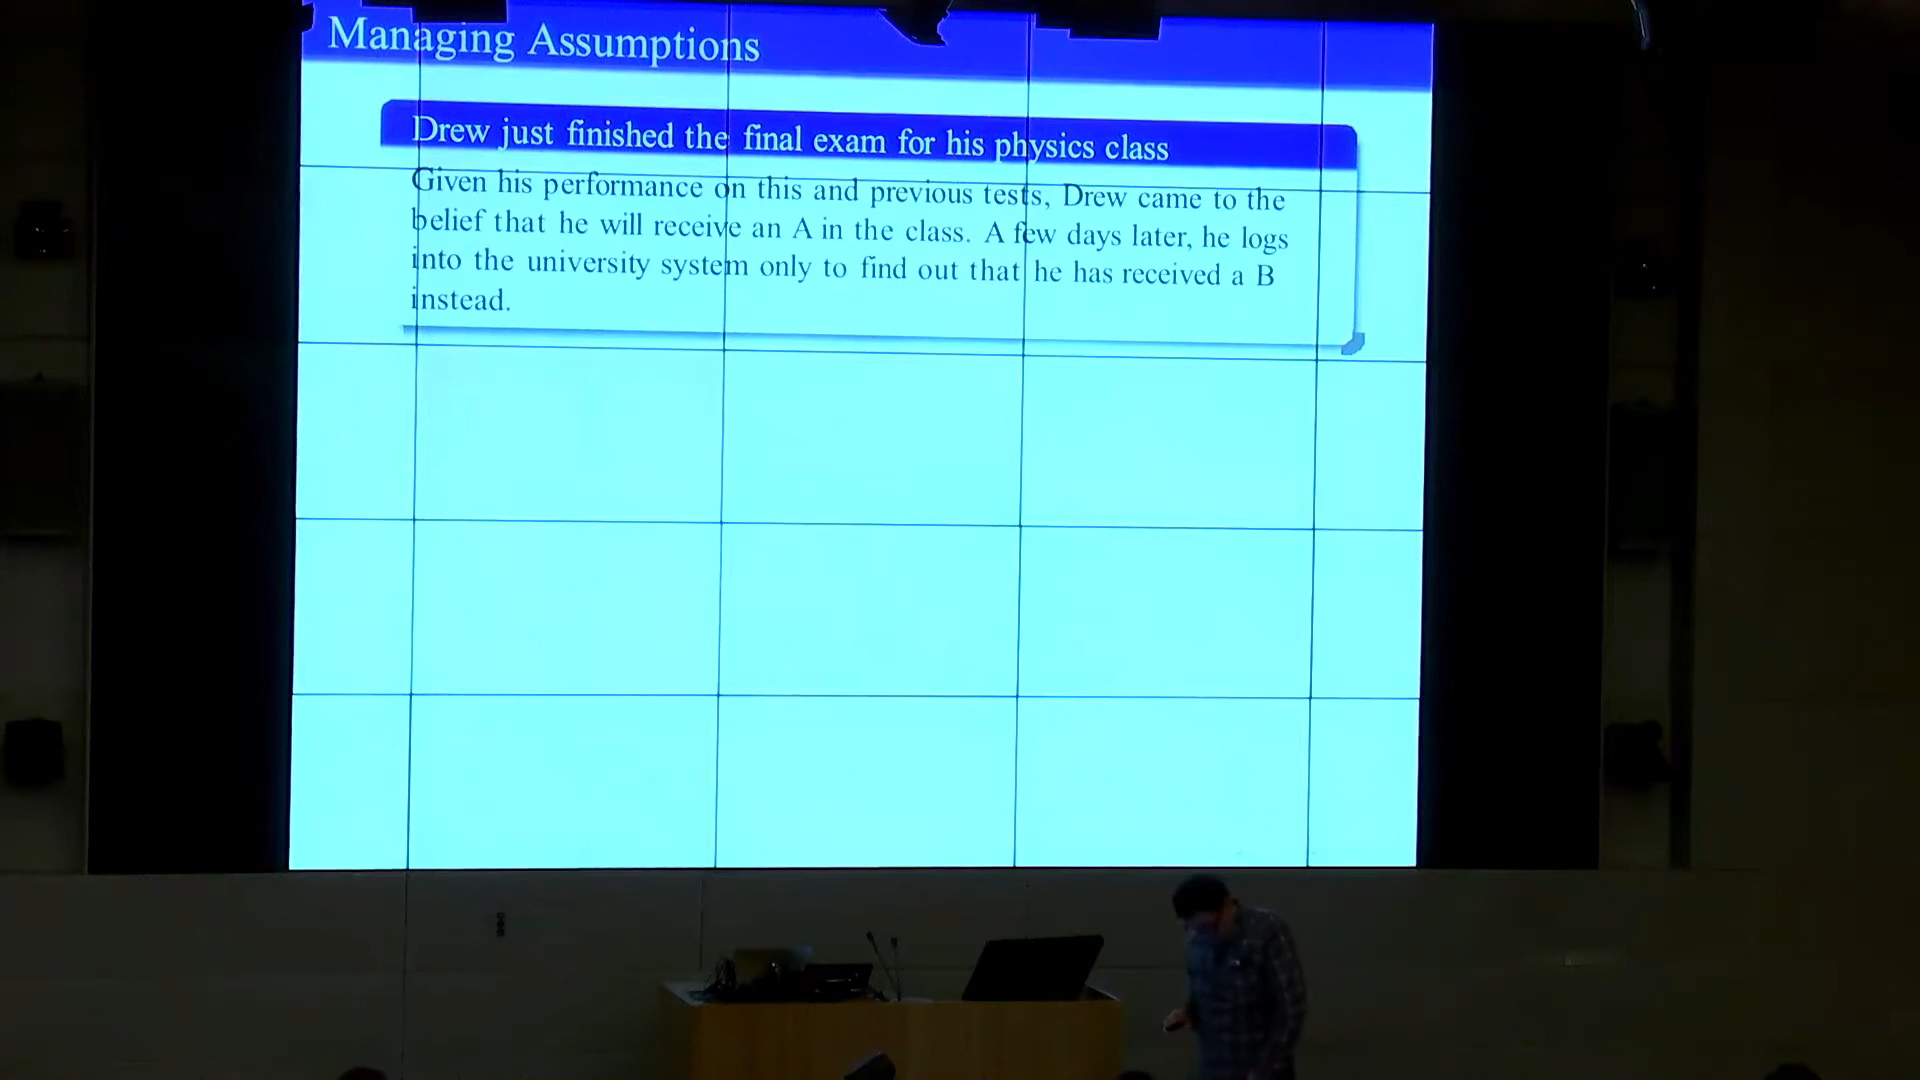 Managing Assumptions
Drew just finished the final exam for his physics class
Given his performance on this and previous tests, Drew came to the
belief that he will receive an A in the class. A few days later, he logs
into the university system only to find out that he has received a B
instead.